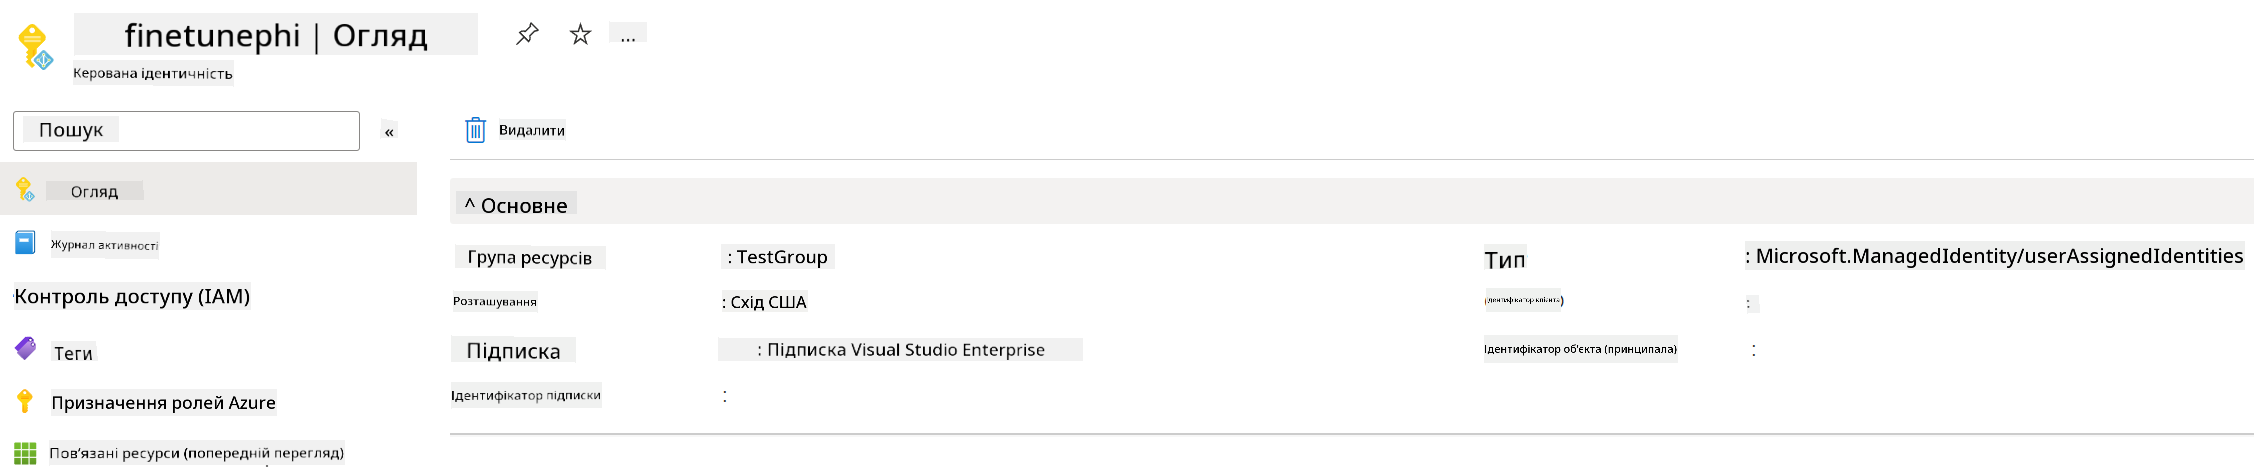 finetunephi | Огляд
...
Керована ідентичність
Пошук
«
Видалити
Огляд
^ Основне
Журнал активності
Група ресурсів : TestGroup
Тип : Microsoft.ManagedIdentity/userAssignedIdentities
Контроль доступу (IAM)
Розташування : Схід США
(Ідентифікатор клієнта) :
Теги
Підписка : Підписка Visual Studio Enterprise
Ідентифікатор об'єкта (принципала) :
Призначення ролей Azure
Ідентифікатор підписки :
Пов’язані ресурси (попередній перегляд)